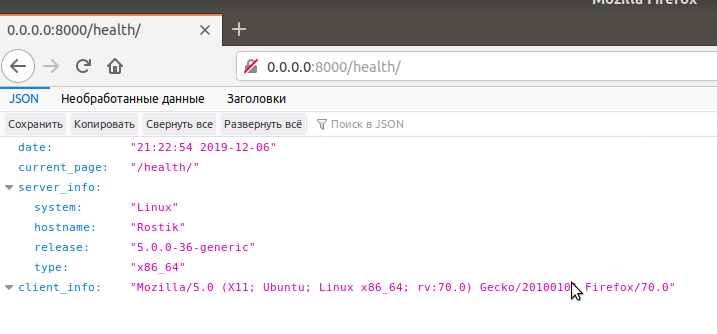 Mozilla Firefox
0.0.0.0:8000/health/
0.0.0.0:8000/health/
JSON Необработанные данные Заголовки
Сохранить Копировать Свернуть все Развернуть всё Поиск в JSON
date: "21:22:54 2019-12-06"
current_page: "/health/"
server_info:
system: "Linux"
hostname: "Rostik"
release: "5.0.0-36-generic"
type: "x86_64"
client_info: "Mozilla/5.0 (X11; Ubuntu; Linux x86_64; rv:70.0) Gecko/2010010 Firefox/70.0"